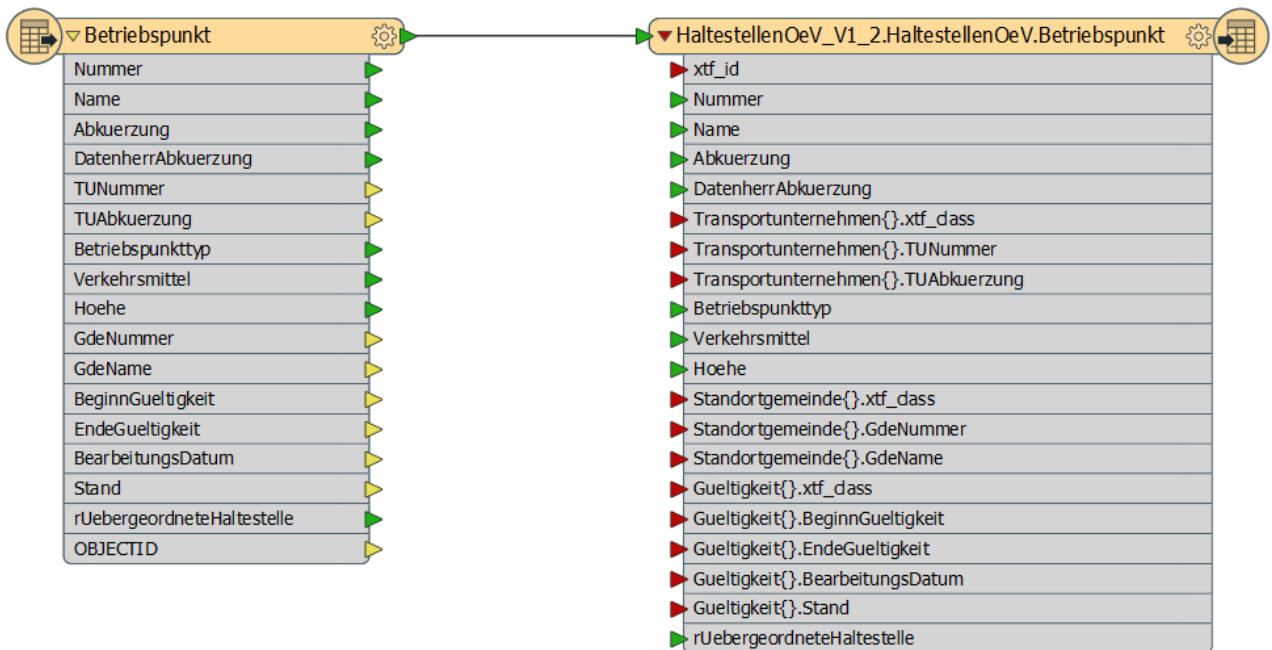 Betriebspunkt
Nummer
Name
Abkuerzung
DatenherrAbkuerzung
TUNummer
TUAbkuerzung
Betriebspunkttyp
Verkehrsmittel
Hoehe
GdeNummer
GdeName
BeginnGueltigkeit
EndeGueltigkeit
BearbeitungsDatum
Stand
rUebergeordneteHaltestelle
OBJECTID
HaltestellenOeV_V1_2.HaltestellenOeV.Betriebspunkt
xtf_id
Nummer
Name
Abkuerzung
DatenherrAbkuerzung
Transportunternehmen{}.xtf_class
Transportunternehmen{}.TUNummer
Transportunternehmen{}.TUAbkuerzung
Betriebspunkttyp
Verkehrsmittel
Hoehe
Standortgemeinde{}.xtf_class
Standortgemeinde{}.GdeNummer
Standortgemeinde{}.GdeName
Gueltigkeit{}.xtf_class
Gueltigkeit{}.BeginnGueltigkeit
Gueltigkeit{}.EndeGueltigkeit
Gueltigkeit{}.BearbeitungsDatum
Gueltigkeit{}.Stand
rUebergeordneteHaltestelle